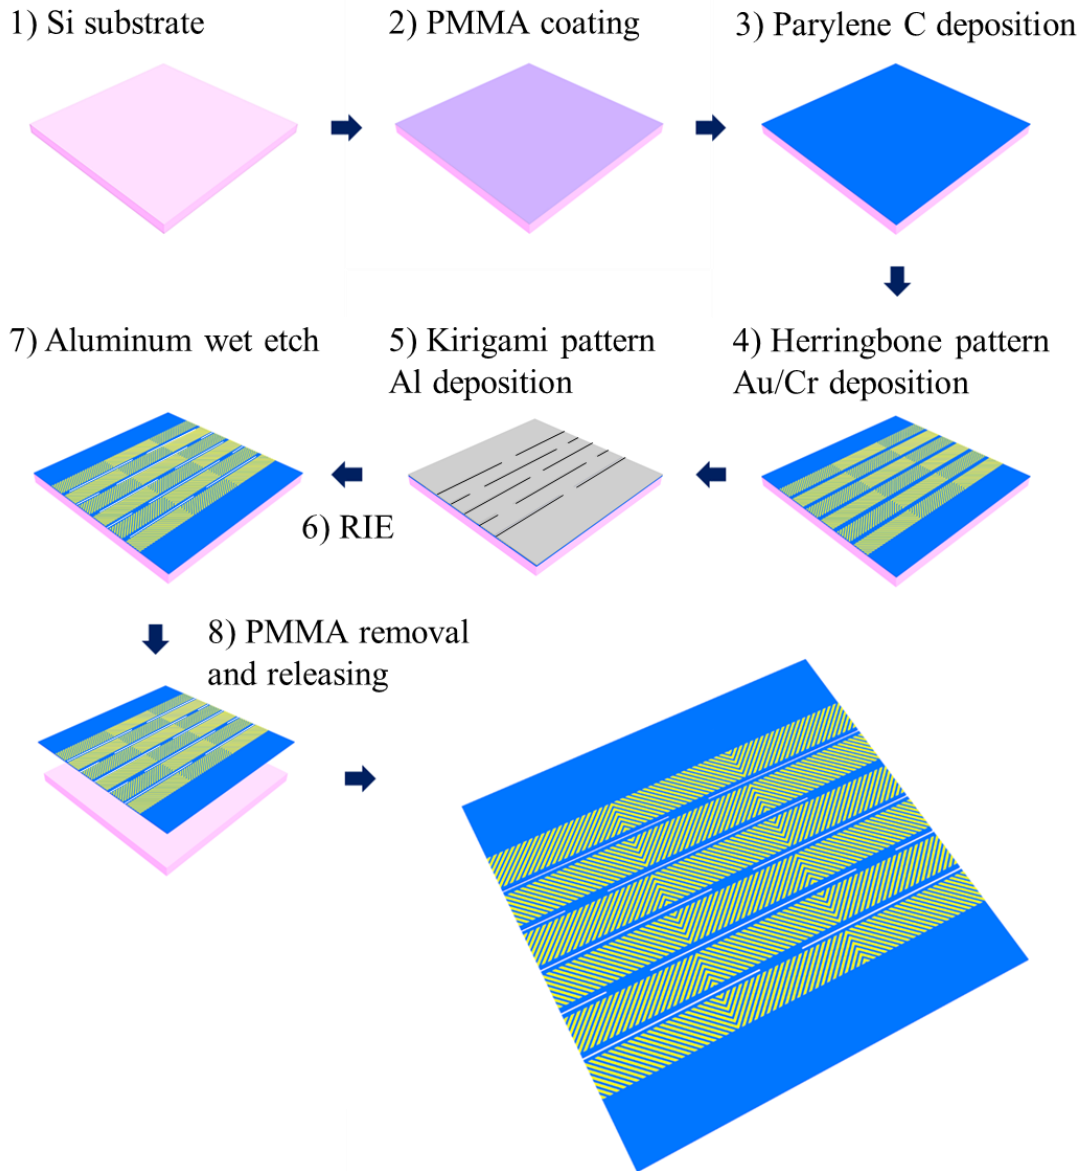 1) Si substrate
2) PMMA coating
3) Parylene C deposition
4) Herringbone pattern
Au/Cr deposition
5) Kirigami pattern
Al deposition
6) RIE
7) Aluminum wet etch
8) PMMA removal
and releasing